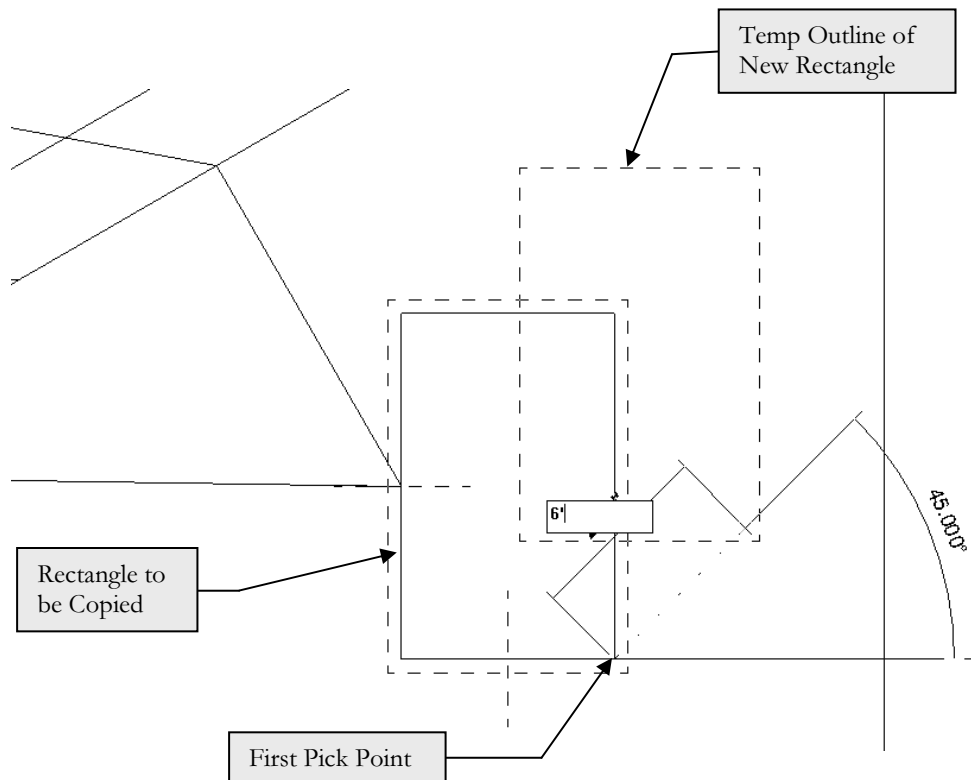 Temp Outline of
New Rectangle
6'
45.000°
Rectangle to
be Copied
First Pick Point